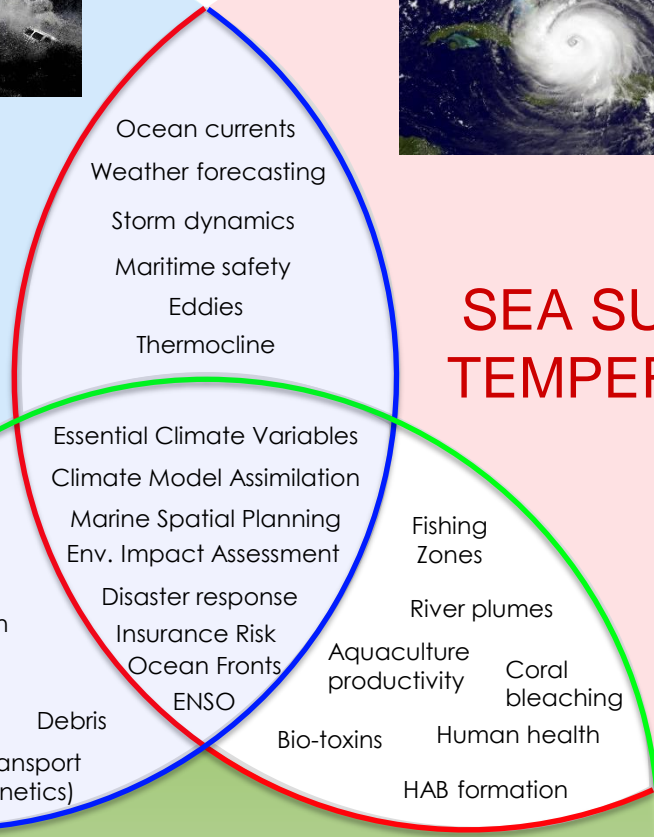 Ocean currents
Weather forecasting
Storm dynamics
Maritime safety
Eddies
Thermocline
SEA SU
TEMPER
Essential Climate Variables
Climate Model Assimilation
Marine Spatial Planning
Env. Impact Assessment
Disaster response
Insurance Risk
Ocean Fronts
ENSO
Fishing
Zones
River plumes
Aquaculture
productivity
Coral
bleaching
Bio-toxins
Human health
HAB formation
n
Debris
ansport
netics)